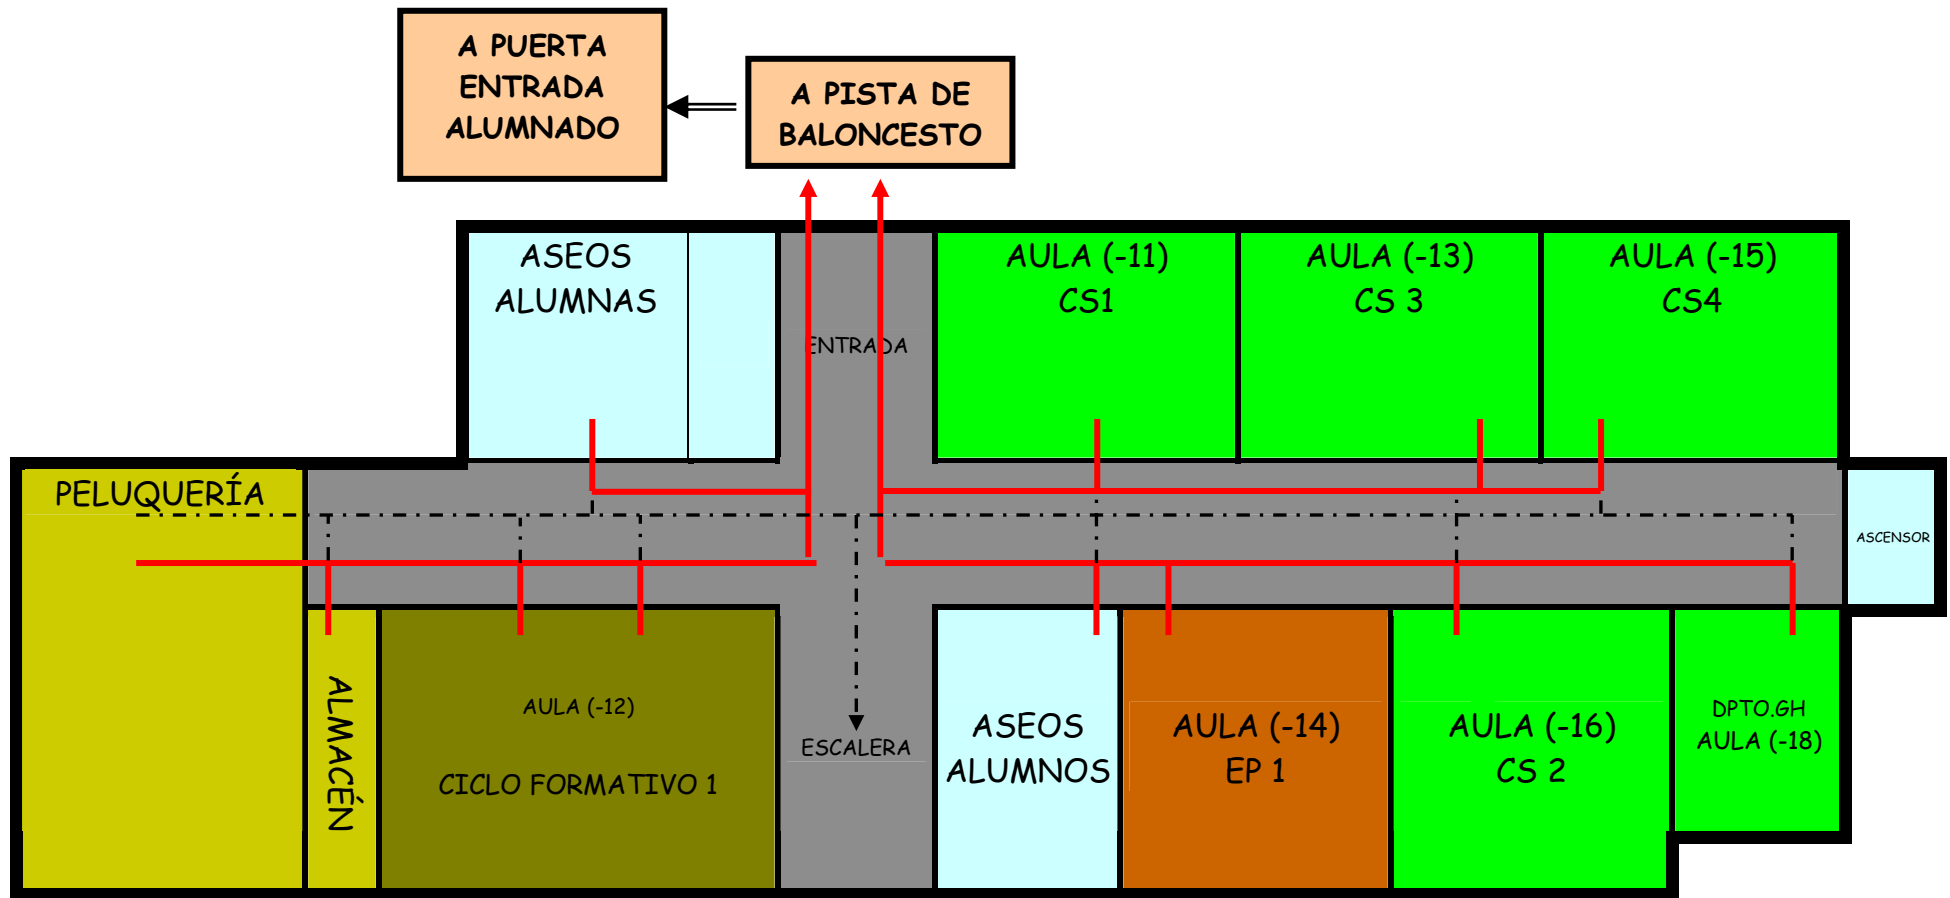 A PUERTA
ENTRADA
ALUMNADO
A PISTA DE
BALONCESTO
ASEOS
ALUMNAS
ENTRADA
AULA (-11)
CS1
AULA (-13)
CS 3
AULA (-15)
CS4
PELUQUERÍA
ASCENSOR
ALMACÉN
AULA (-12)
CICLO FORMATIVO 1
ESCALERA
ASEOS
ALUMNOS
AULA (-14)
EP 1
AULA (-16)
CS 2
DPTO.GH
AULA (-18)